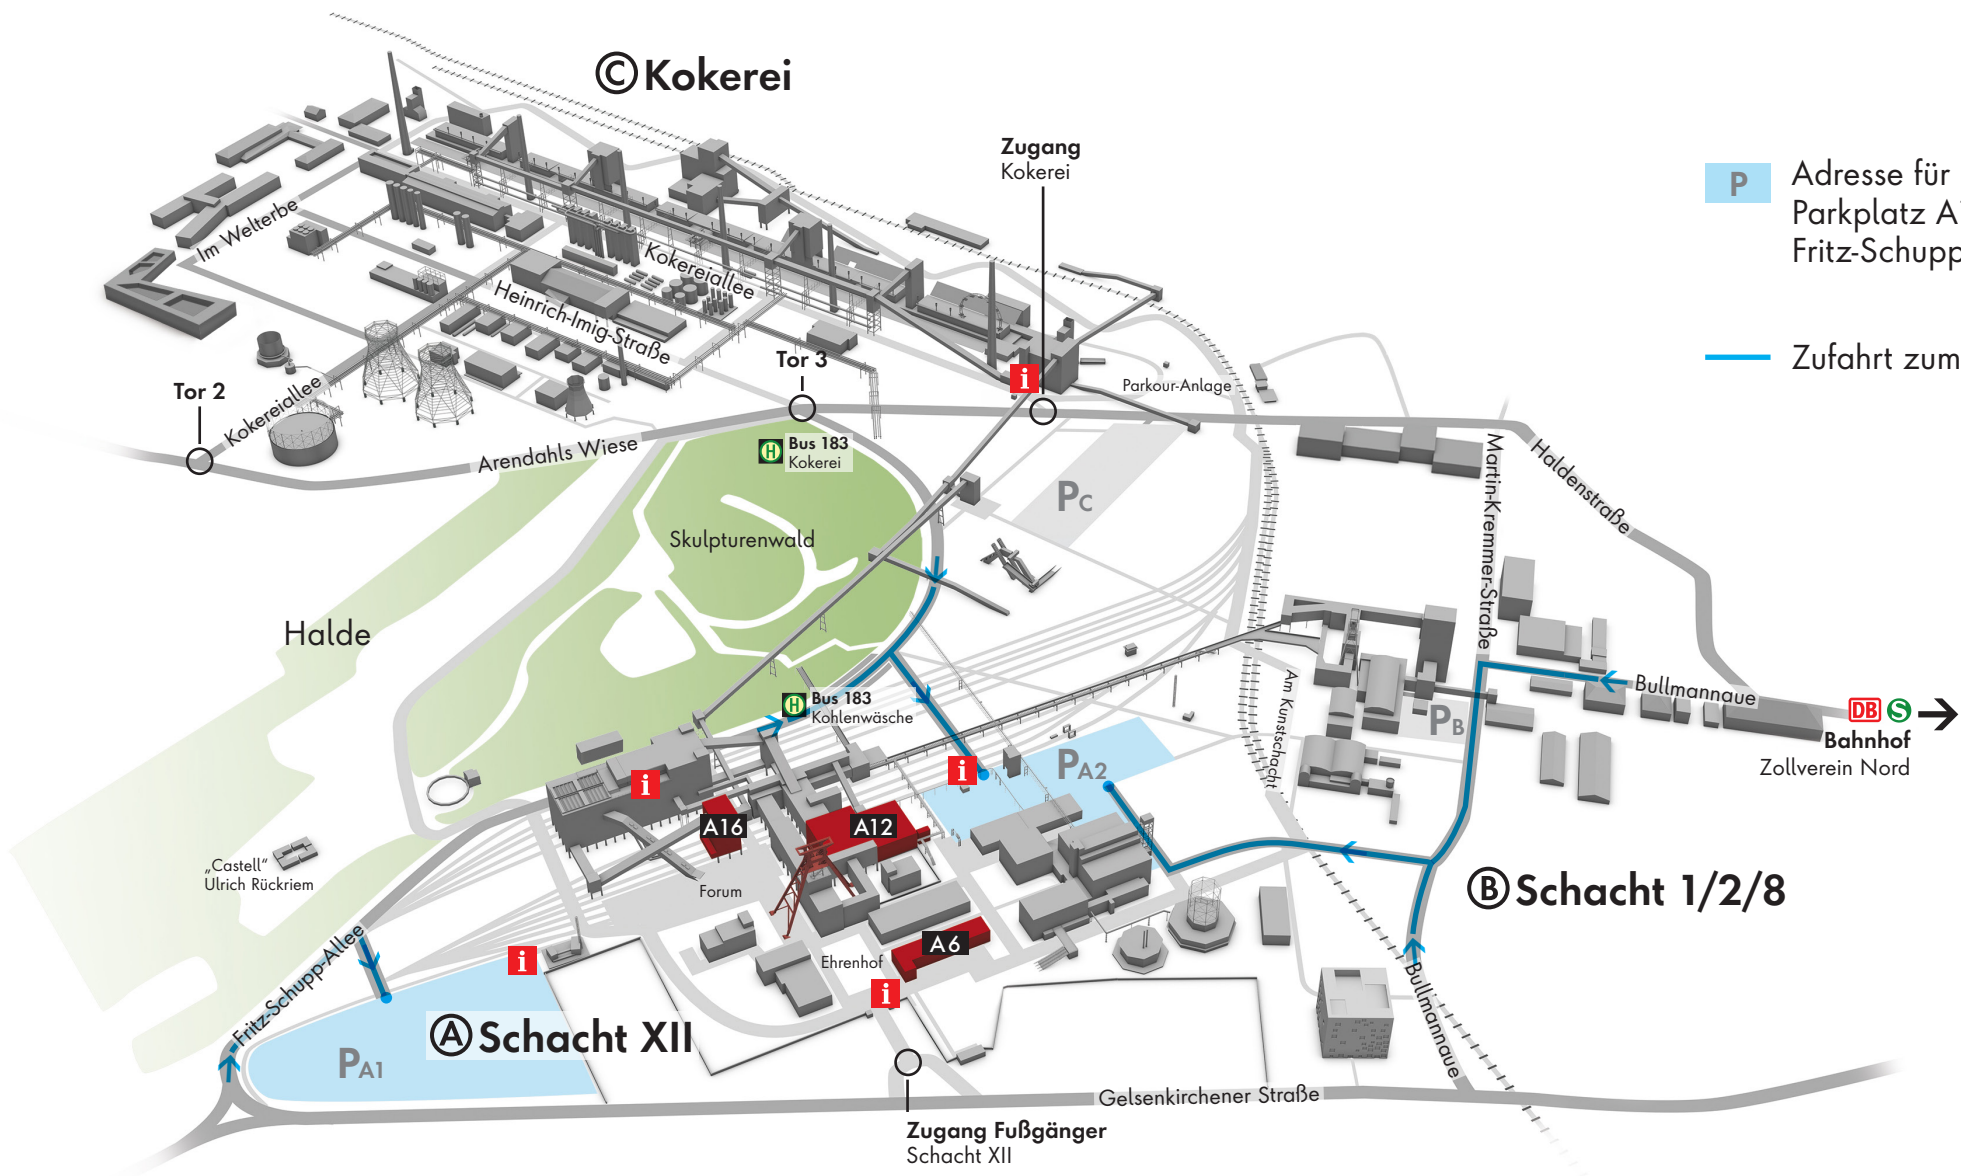 C Kokerei
Zugang
Kokerei
P Adresse für
Parkplatz A
Fritz-Schupp
Zufahrt zum
Im Welterbe
Kokereiallee
Heinrich-Imig-Straße
Tor 3
Tor 2
Kokereiallee
i
Parkour-Anlage
Arendahls Wiese
H Bus 183
Kokerei
PC
Martin-Kremmer-Straße
Haldenstraße
Skulpturenwald
Halde
H Bus 183
Kohlenwäsche
Am Kunstschacht
Bullmannaue
PB
DB S
Bahnhof
Zollverein Nord
PA2
i
i
A16
A12
„Castell“
Ulrich Rückriem
Forum
B Schacht 1/2/8
Fritz-Schupp-Allee
i
A6
Ehrenhof
i
A Schacht XII
PA1
Bullmannaue
Gelsenkirchener Straße
Zugang Fußgänger
Schacht XII